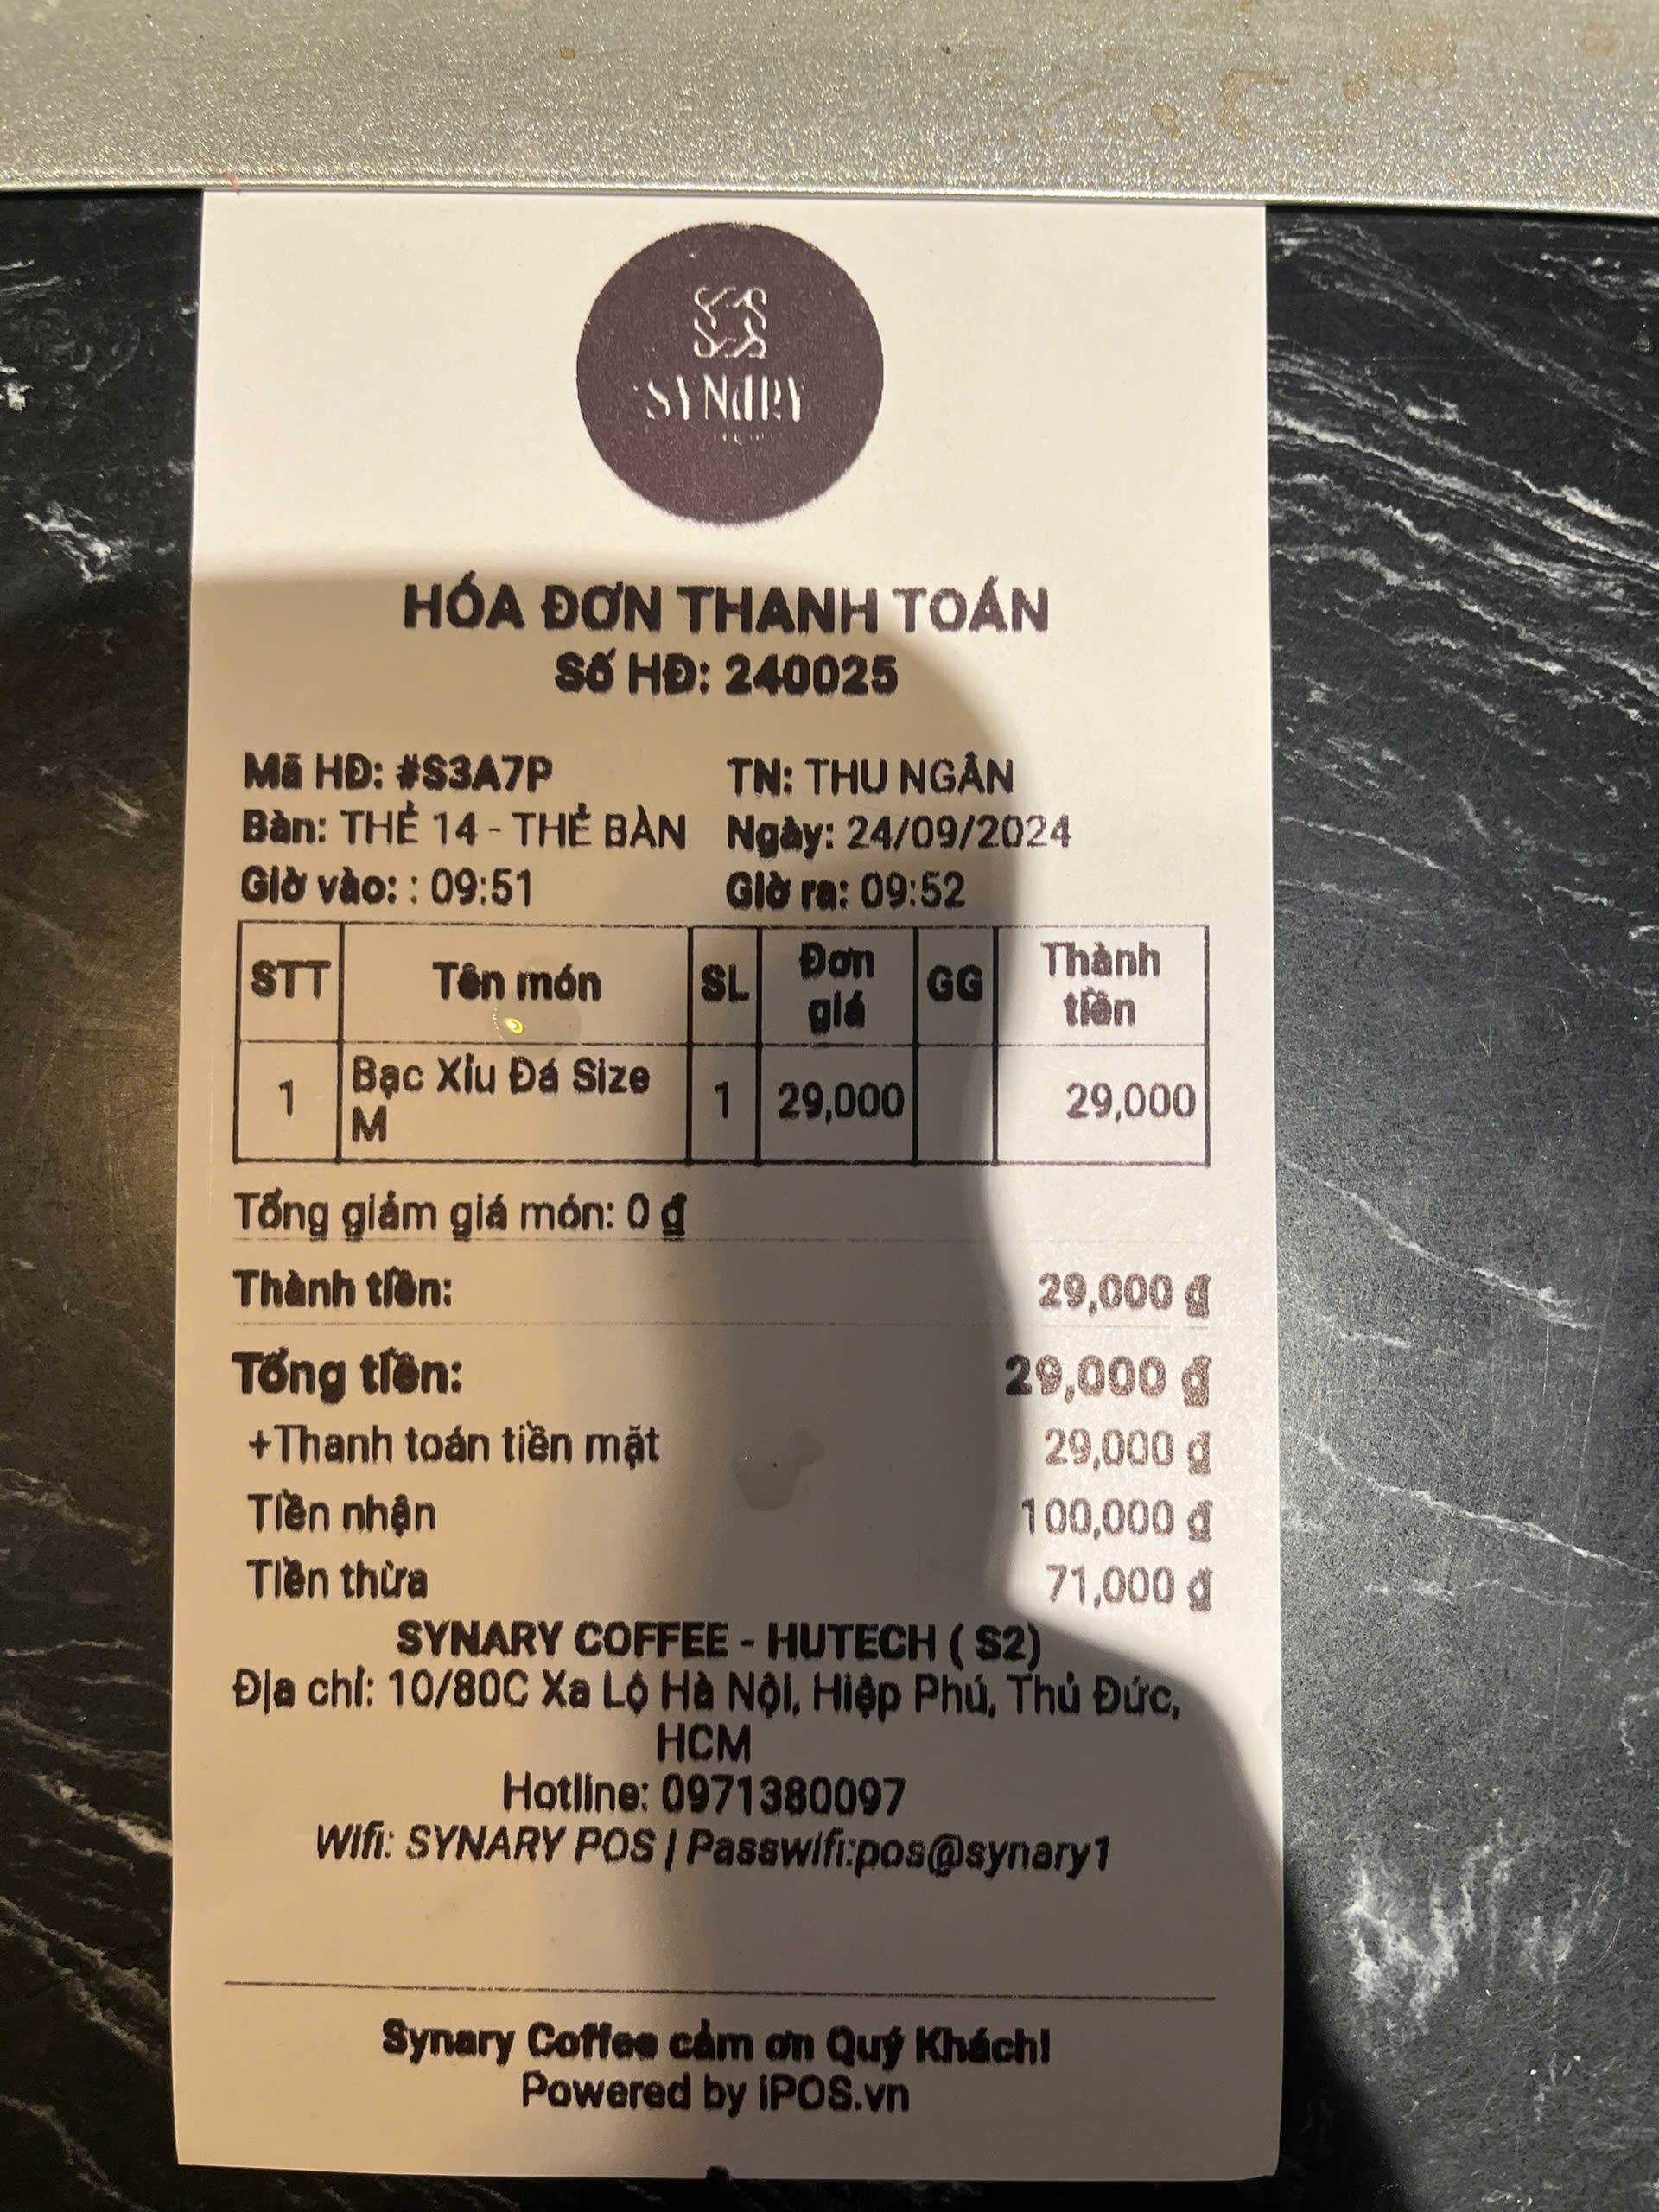 SYNdRY
HÓA ĐƠN THANH TOÁN
Số HĐ: 240025
Mã HĐ: #S3A7P TN: THU NGÂN
Bàn: THẺ 14 - THẺ BÀN Ngày: 24/09/2024
Giờ vào: : 09:51 Giờ ra: 09:52
STT Tên món SL Đơn giá GG Thành tiền
1 Bạc Xỉu Đá Size M 1 29,000 29,000
Tổng giảm giá món: 0 ₫
Thành tiền: 29,000 ₫
Tổng tiền: 29,000 ₫
+Thanh toán tiền mặt 29,000 ₫
Tiền nhận 100,000 ₫
Tiền thừa 71,000 ₫
SYNARY COFFEE - HUTECH ( S2)
Địa chỉ: 10/80C Xa Lộ Hà Nội, Hiệp Phú, Thủ Đức,
HCM
Hotline: 0971380097
Wifi: SYNARY POS | Passwifi:pos@synary1
Synary Coffee cảm ơn Quý Khách!
Powered by iPOS.vn